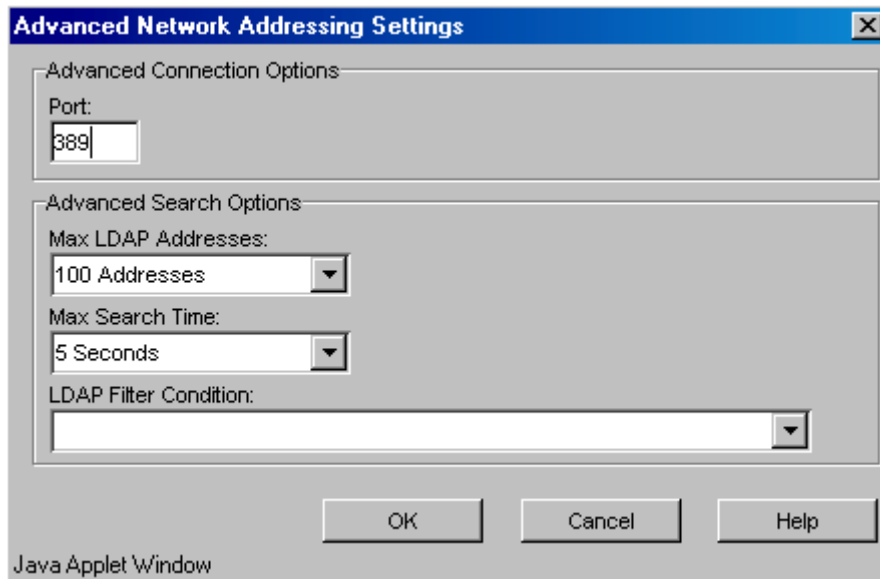 Advanced Network Addressing Settings
Advanced Connection Options
Port:
389
Advanced Search Options
Max LDAP Addresses:
100 Addresses
Max Search Time:
5 Seconds
LDAP Filter Condition:
OK Cancel Help
Java Applet Window